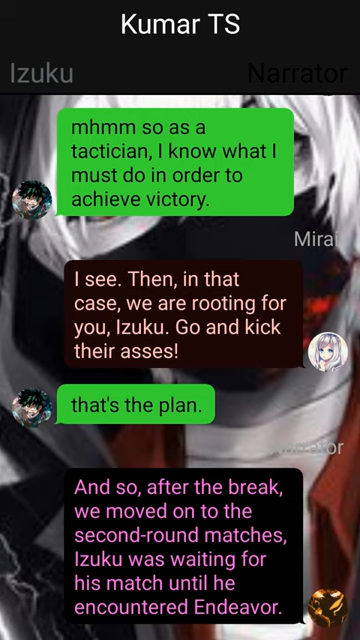 Kumar TS
Izuku
Narrator
mhmm so as a
tactician, I know what I
must do in order to
achieve victory.
Mirai
I see. Then, in that
case, we are rooting for
you, Izuku. Go and kick
their asses!
that's the plan.
Narrator
And so, after the break,
we moved on to the
second-round matches,
Izuku was waiting for
his match until he
encountered Endeavor.